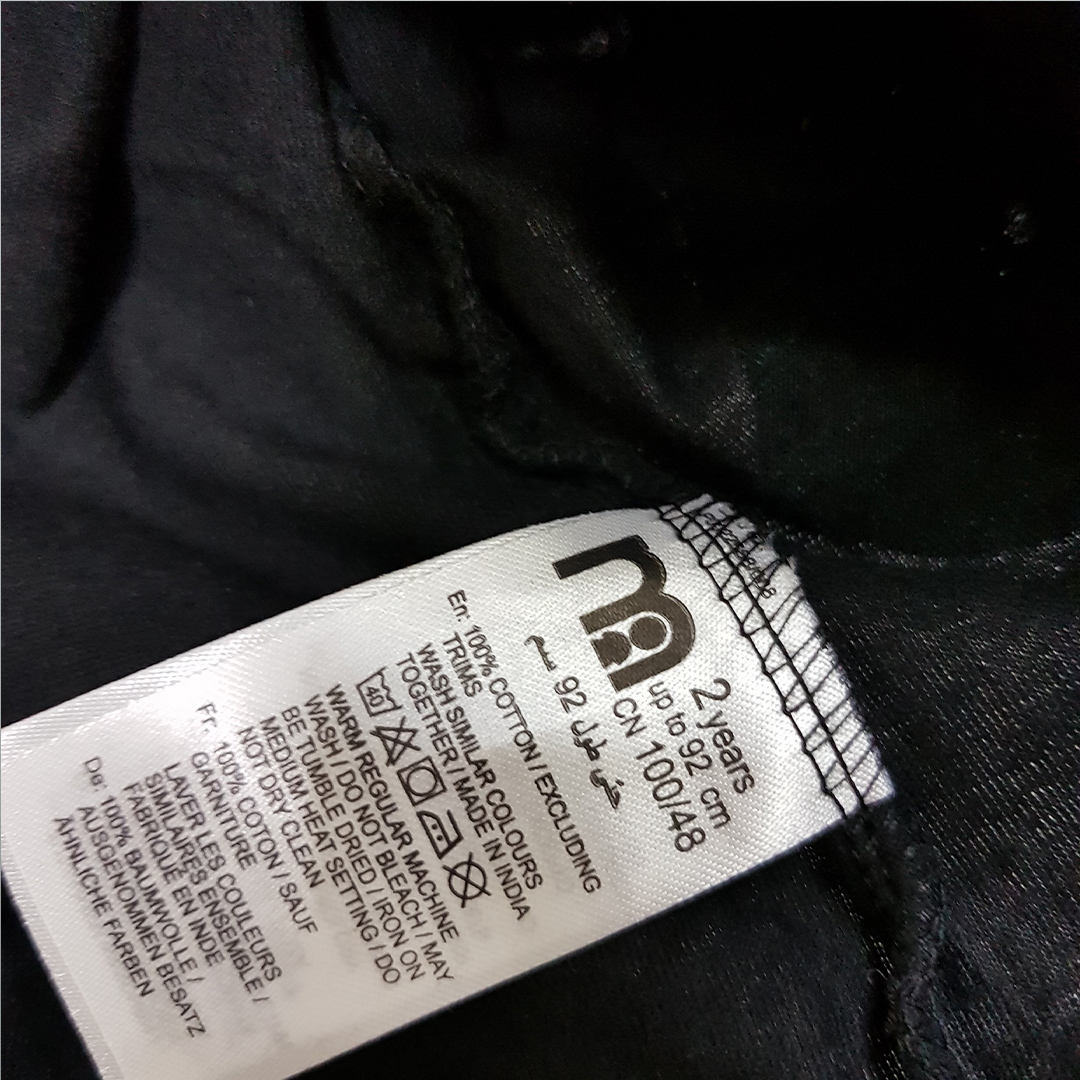 2 years
up to 92 cm
CN 100/48
حتى طول 92 سم
En: 100% COTTON / EXCLUDING
TRIMS
WASH SIMILAR COLOURS
TOGETHER / MADE IN INDIA
40
WARM REGULAR MACHINE
WASH / DO NOT BLEACH / MAY
BE TUMBLE DRIED / IRON ON
MEDIUM HEAT SETTING / DO
NOT DRY CLEAN
Fr: 100% COTON / SAUF
GARNITURE
LAVER LES COULEURS
SIMILAIRES ENSEMBLE /
FABRIQUÉ EN INDE
De: 100% BAUMWOLLE /
AUSGENOMMEN BESATZ
ÄHNLICHE FARBEN